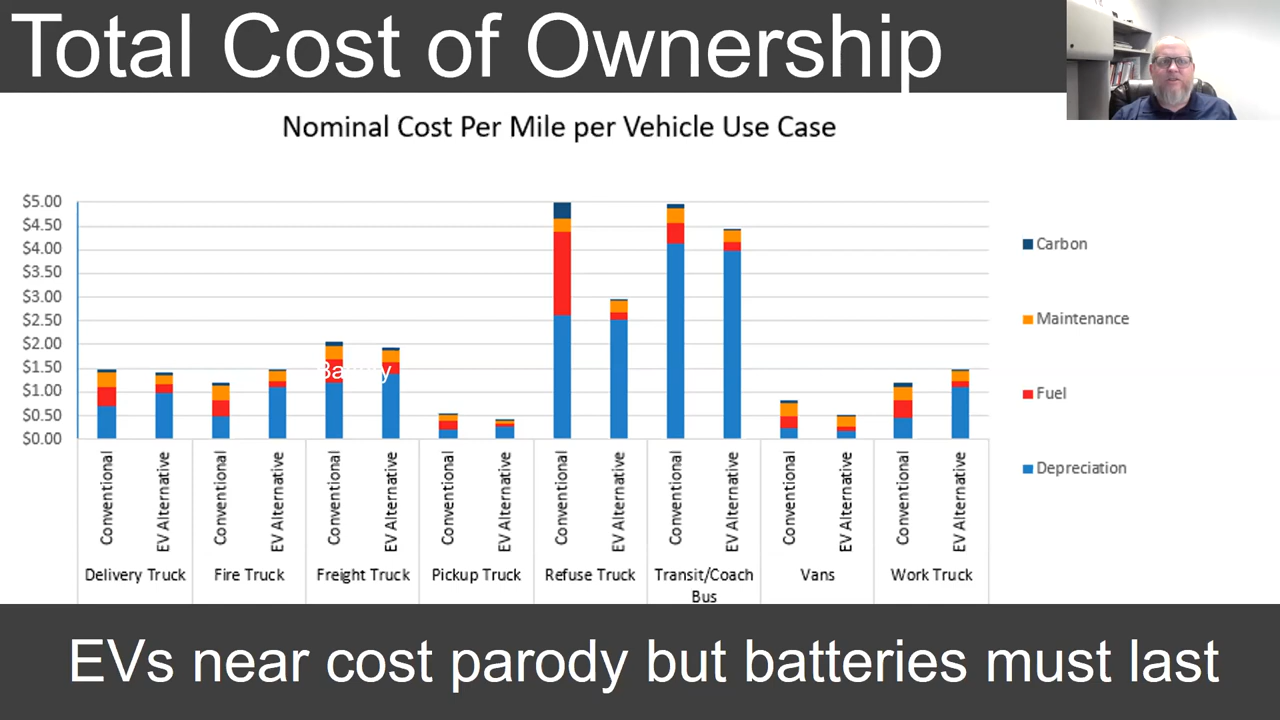 Total Cost of Ownership
Nominal Cost Per Mile per Vehicle Use Case
$5.00
$4.50
$4.00
$3.50
$3.00
$2.50
$2.00
$1.50
$1.00
$0.50
$0.00
Battery
Carbon
Maintenance
Fuel
Depreciation
Conventional
EV Alternative
Conventional
EV Alternative
Conventional
EV Alternative
Conventional
EV Alternative
Conventional
EV Alternative
Conventional
EV Alternative
Conventional
EV Alternative
Conventional
EV Alternative
Delivery Truck
Fire Truck
Freight Truck
Pickup Truck
Refuse Truck
Transit/Coach
Bus
Vans
Work Truck
EVs near cost parody but batteries must last